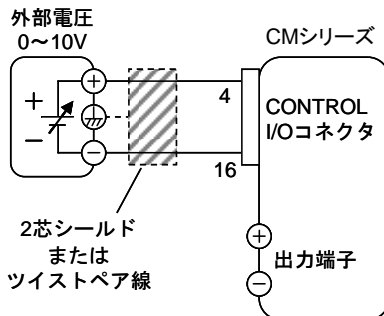 外部電圧
0〜10V
CMシリーズ
+
+
−
−
4
16
CONTROL
I/Oコネクタ
2芯シールド
または
ツイストペア線
+
出力端子
−